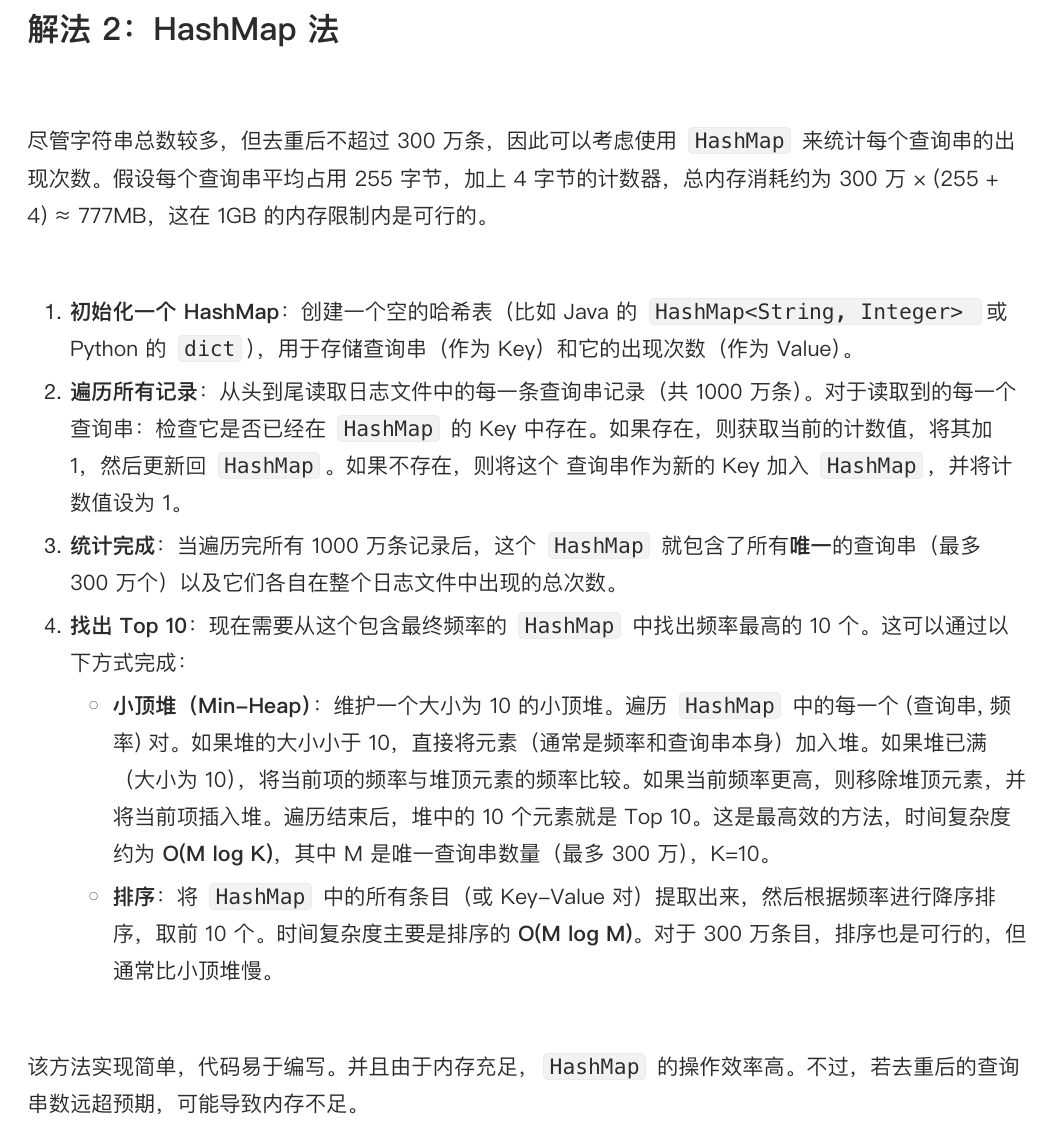 解法 2：HashMap 法
尽管字符串总数较多，但去重后不超过 300 万条，因此可以考虑使用 HashMap 来统计每个查询串的出
现次数。假设每个查询串平均占用 255 字节，加上 4 字节的计数器，总内存消耗约为 300 万 × (255 +
4) ≈ 777MB，这在 1GB 的内存限制内是可行的。
1. 初始化一个 HashMap：创建一个空的哈希表（比如 Java 的 HashMap<String, Integer> 或
Python 的 dict ），用于存储查询串（作为 Key）和它的出现次数（作为 Value）。
2. 遍历所有记录：从头到尾读取日志文件中的每一条查询串记录（共 1000 万条）。对于读取到的每一个
查询串：检查它是否已经在 HashMap 的 Key 中存在。如果存在，则获取当前的计数值，将其加
1，然后更新回 HashMap 。如果不存在，则将这个 查询串作为新的 Key 加入 HashMap ，并将计
数值设为 1。
3. 统计完成：当遍历完所有 1000 万条记录后，这个 HashMap 就包含了所有唯一的查询串（最多
300 万个）以及它们各自在整个日志文件中出现的总次数。
4. 找出 Top 10：现在需要从这个包含最终频率的 HashMap 中找出频率最高的 10 个。这可以通过以
下方式完成：
○ 小顶堆（Min-Heap）：维护一个大小为 10 的小顶堆。遍历 HashMap 中的每一个 (查询串, 频
率) 对。如果堆的大小小于 10，直接将元素（通常是频率和查询串本身）加入堆。如果堆已满
（大小为 10），将当前项的频率与堆顶元素的频率比较。如果当前频率更高，则移除堆顶元素，并
将当前项插入堆。遍历结束后，堆中的 10 个元素就是 Top 10。这是最高效的方法，时间复杂度
约为 O(M log K)，其中 M 是唯一查询串数量（最多 300 万），K=10。
○ 排序：将 HashMap 中的所有条目（或 Key-Value 对）提取出来，然后根据频率进行降序排
序，取前 10 个。时间复杂度主要是排序的 O(M log M)。对于 300 万条目，排序也是可行的，但
通常比小顶堆慢。
该方法实现简单，代码易于编写。并且由于内存充足， HashMap 的操作效率高。不过，若去重后的查询
串数远超预期，可能导致内存不足。